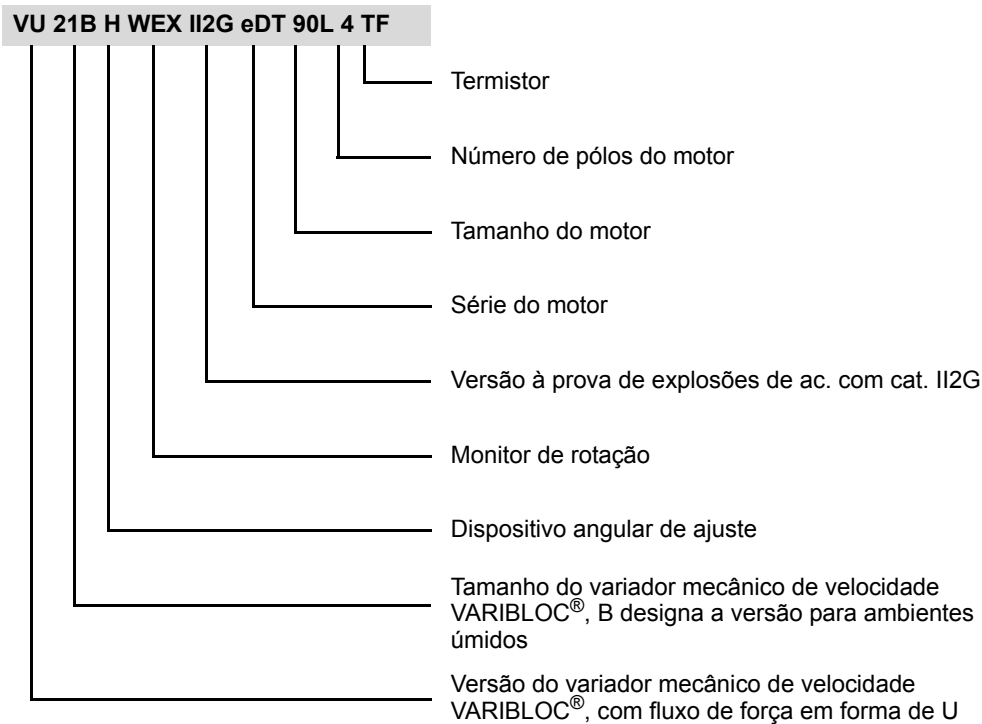 VU 21B H WEX II2G eDT 90L 4 TF
Termistor
Número de pólos do motor
Tamanho do motor
Série do motor
Versão à prova de explosões de ac. com cat. II2G
Monitor de rotação
Dispositivo angular de ajuste
Tamanho do variador mecânico de velocidade
VARIBLOC®, B designa a versão para ambientes
úmidos
Versão do variador mecânico de velocidade
VARIBLOC®, com fluxo de força em forma de U